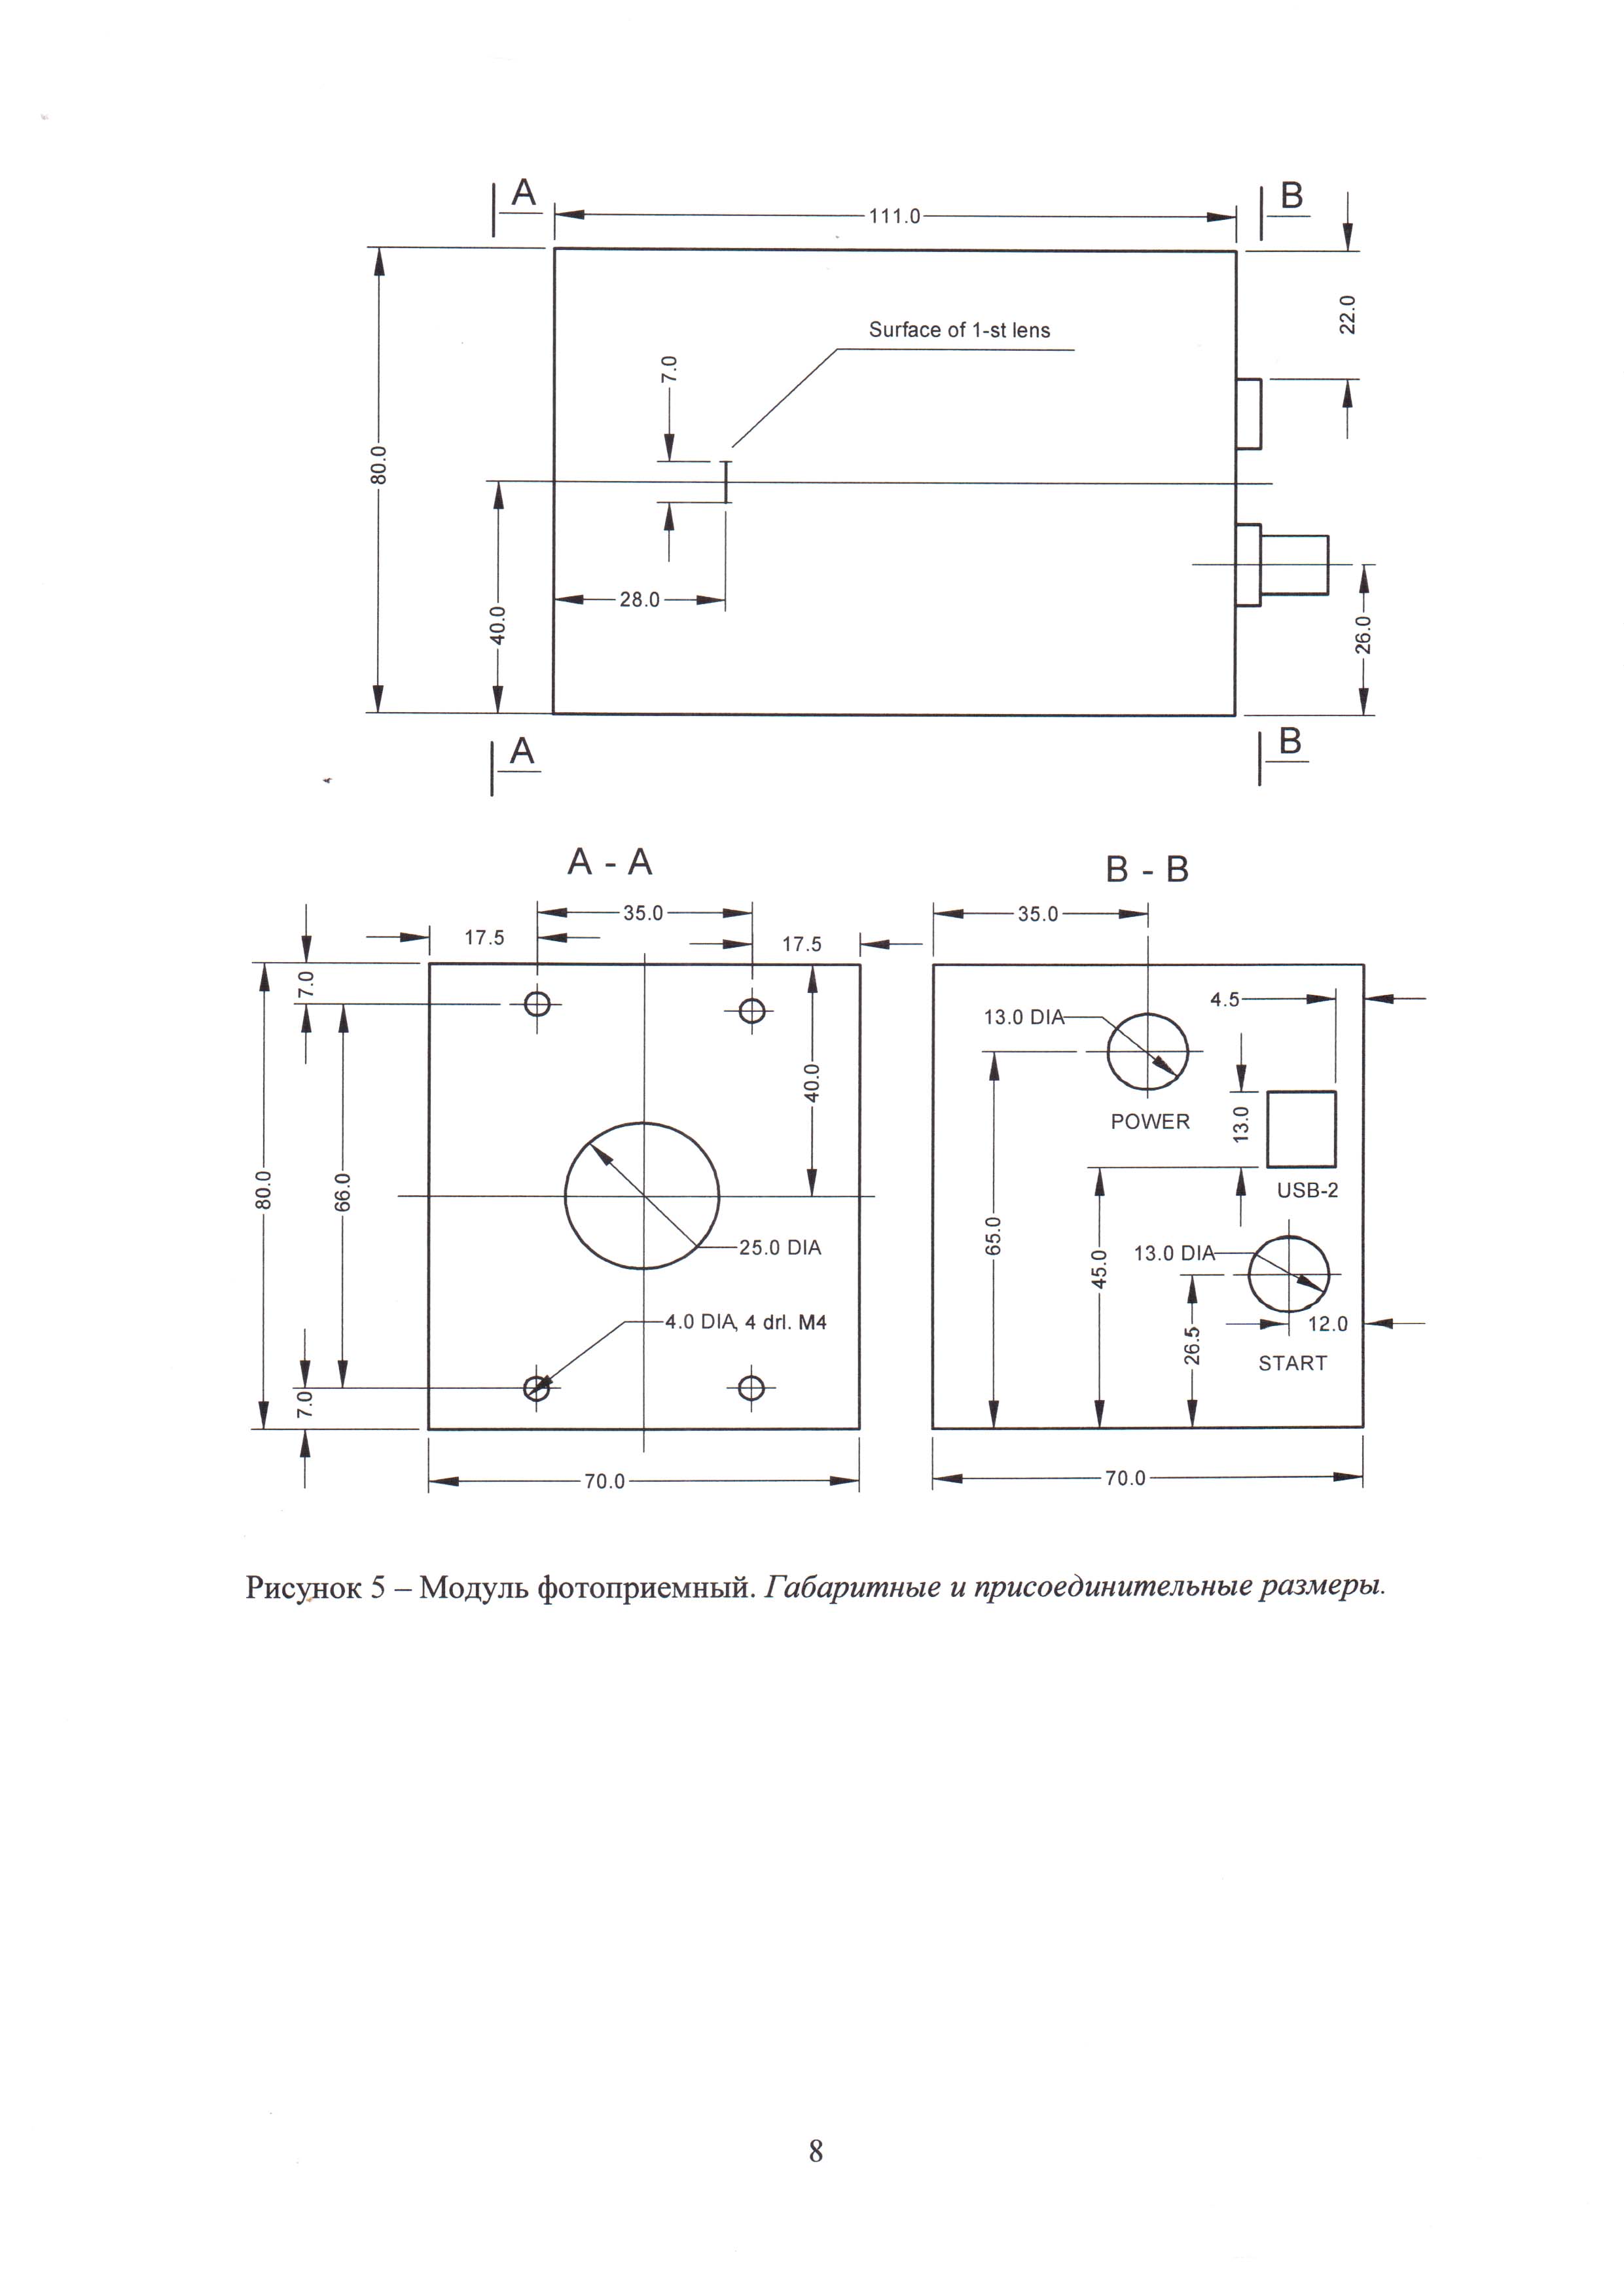 A
B
111.0
22.0
Surface of 1-st lens
7.0
80.0
28.0
40.0
26.0
A
B
A - A
B - B
35.0
35.0
17.5
17.5
7.0
4.5
13.0 DIA
40.0
13.0
POWER
80.0
66.0
USB-2
65.0
45.0
25.0 DIA
13.0 DIA
4.0 DIA, 4 drl. M4
26.5
12.0
START
7.0
70.0
70.0
Рисунок 5 – Модуль фотоприемный. Габаритные и присоединительные размеры.
8